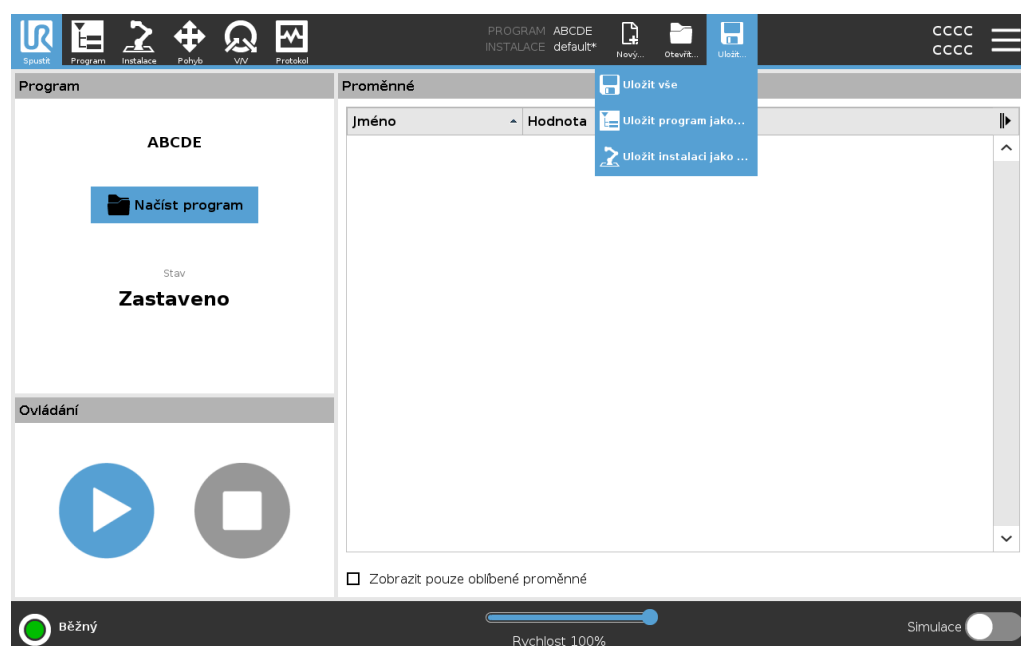 UR
Spustit Program Instalace Pohyb V/V Protokol
PROGRAM ABCDE
INSTALACE default*
Nový... Otevřít... Uložit...
CCCC
CCCC
Program
Proměnné
Uložit vše
Uložit program jako...
Uložit instalaci jako ...
Jméno Hodnota
ABCDE
Načíst program
Stav
Zastaveno
Ovládání
Zobrazit pouze oblíbené proměnné
Běžný
Rychlost 100%
Simulace